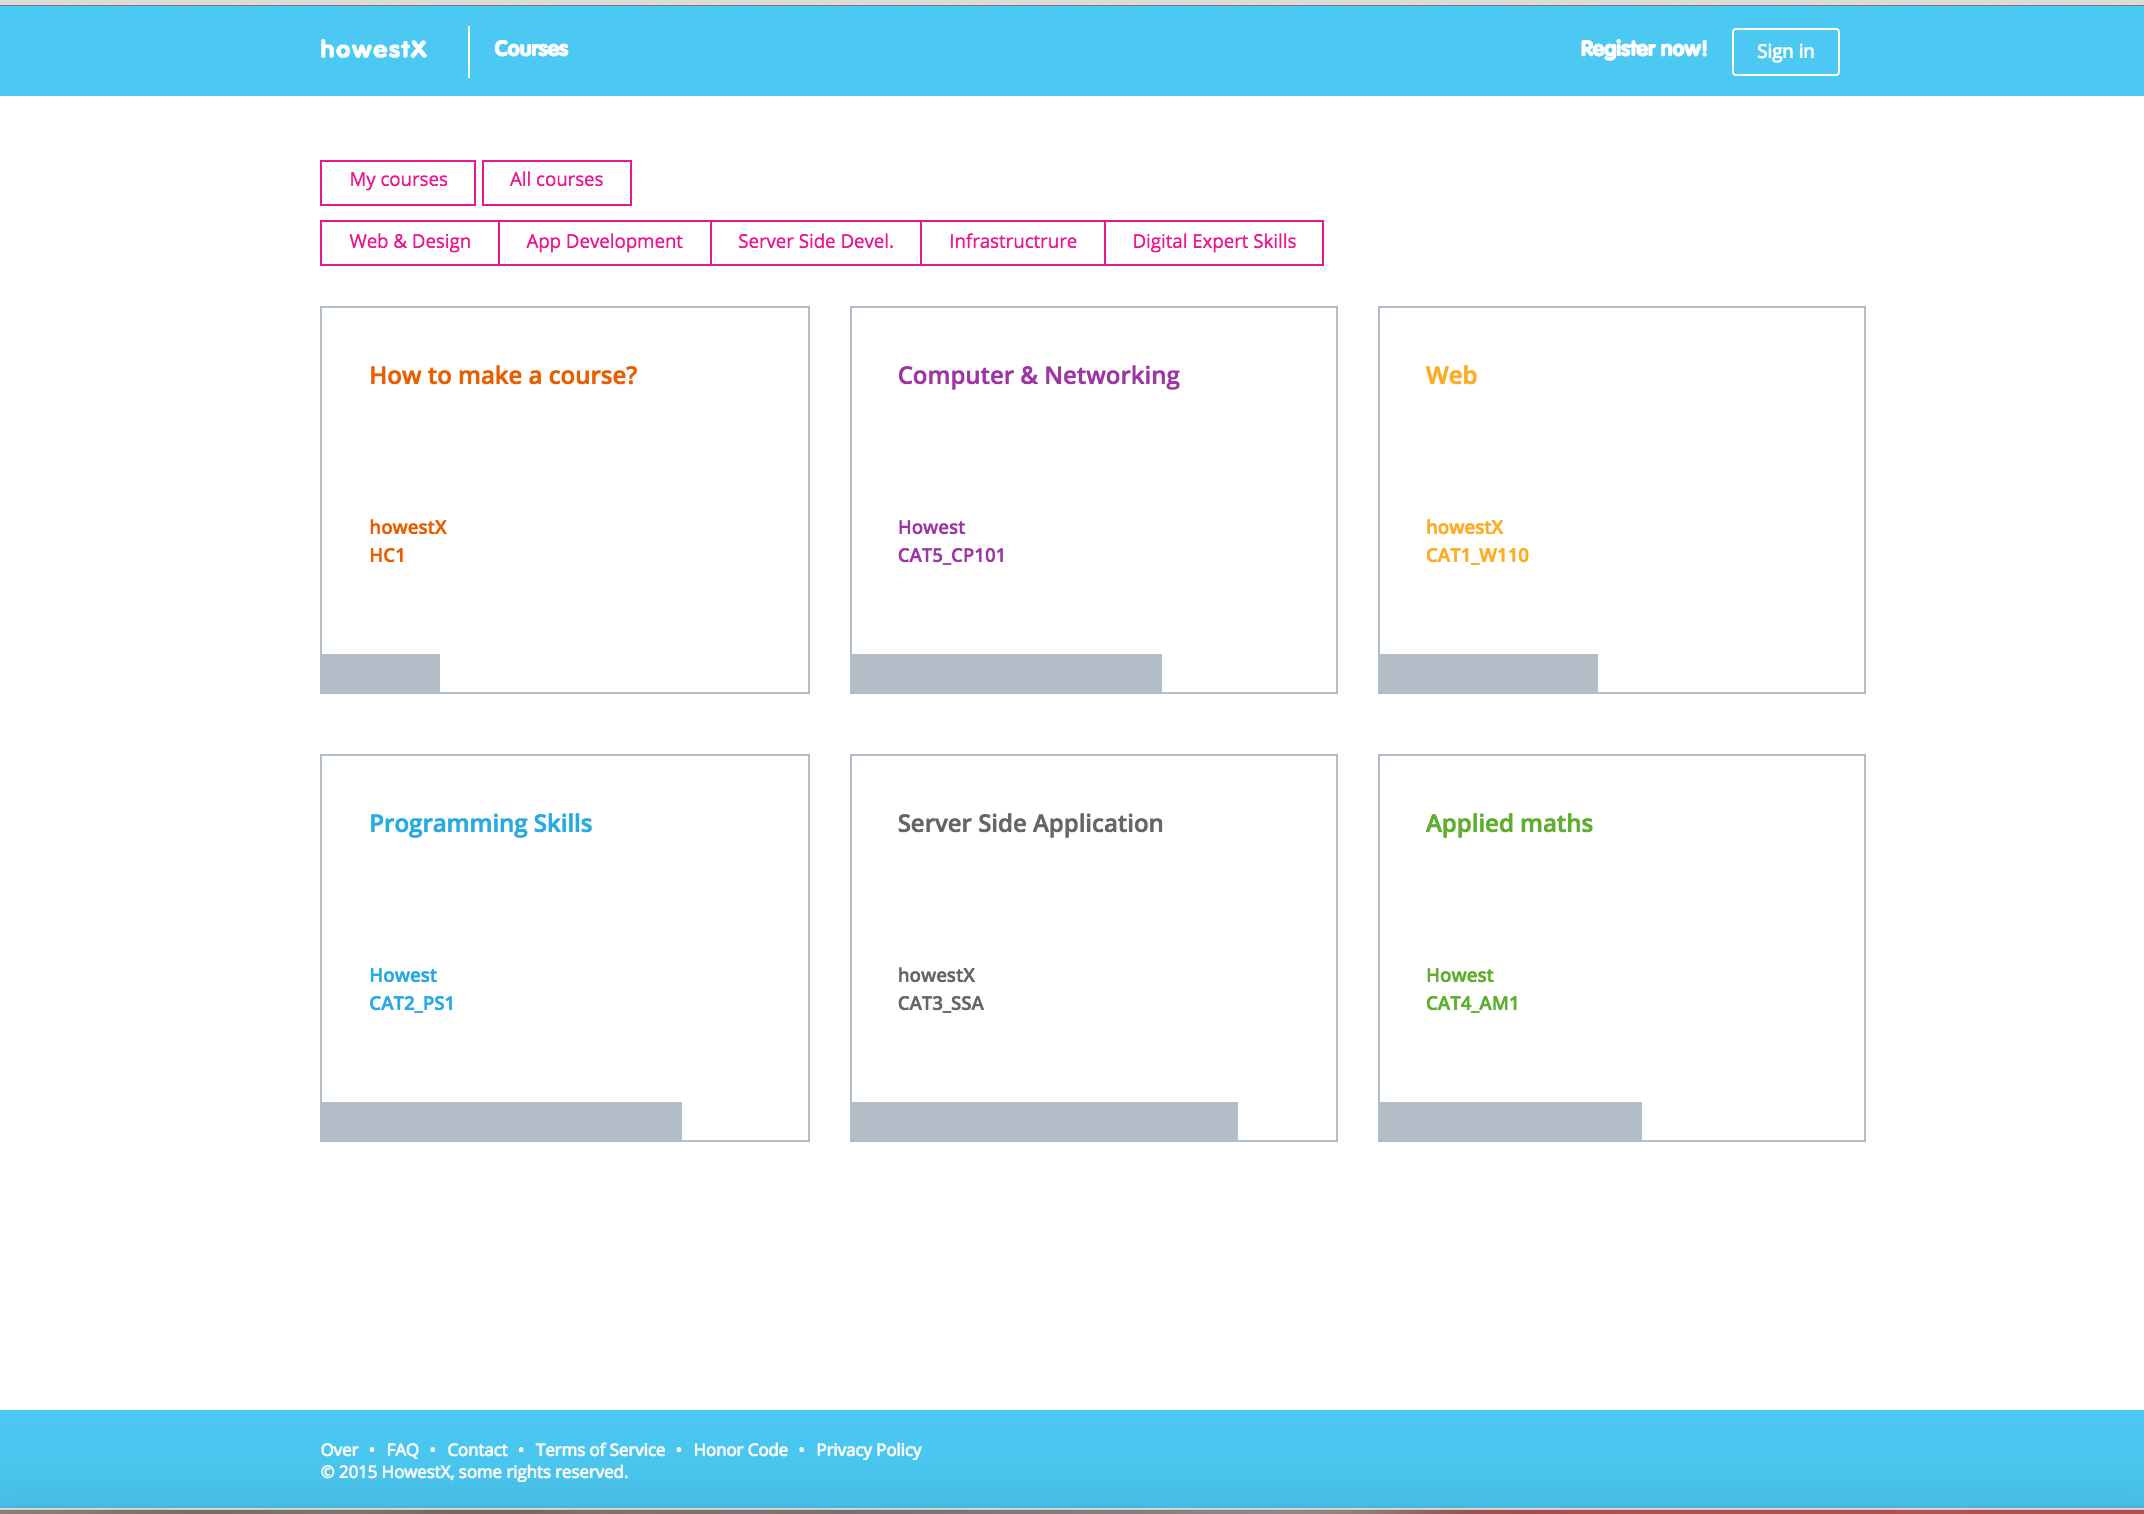 howestX Courses Register now! Sign in
My courses All courses
Web & Design App Development Server Side Devel. Infrastructrure Digital Expert Skills
How to make a course?
howestX
HC1
Computer & Networking
Howest
CAT5_CP101
Web
howestX
CAT1_W110
Programming Skills
Howest
CAT2_PS1
Server Side Application
howestX
CAT3_SSA
Applied maths
Howest
CAT4_AM1
Over • FAQ • Contact • Terms of Service • Honor Code • Privacy Policy
© 2015 HowestX, some rights reserved.